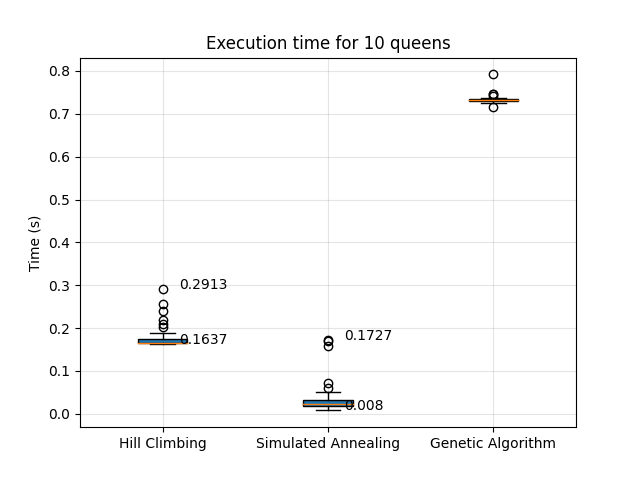 Execution time for 10 queens
Time (s)
0.8
0.7
0.6
0.5
0.4
0.3
0.2
0.1
0.0
0.2913
0.1637
0.1727
0.008
Hill Climbing
Simulated Annealing
Genetic Algorithm